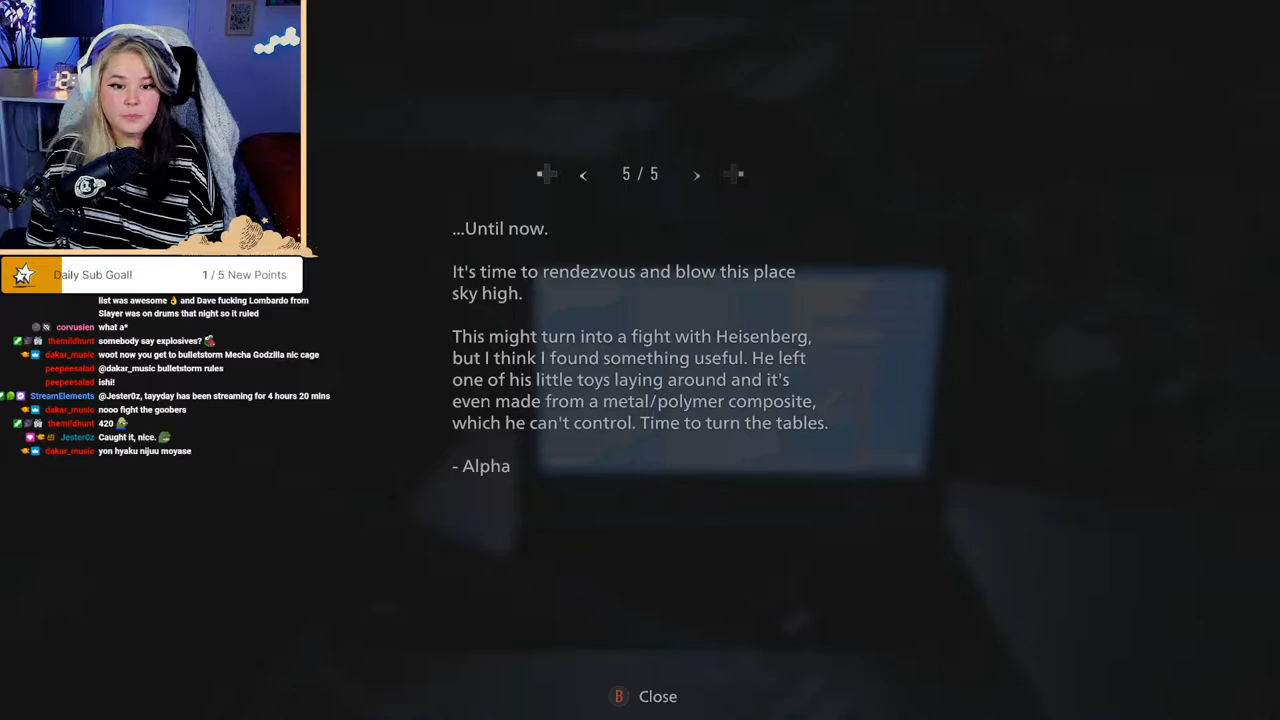 12:
5 / 5
...Until now.
It's time to rendezvous and blow this place
sky high.
This might turn into a fight with Heisenberg,
but I think I found something useful. He left
one of his little toys laying around and it's
even made from a metal/polymer composite,
which he can't control. Time to turn the tables.
- Alpha
B Close
Daily Sub Goal! 1 / 5 New Points
list was awesome 👌 and Dave fucking Lombardo from
Slayer was on drums that night so it ruled
corvusien what a*
themildhunt somebody say explosives?
dakar_music woot now you get to bulletstorm Mecha Godzilla nic cage
peepeesalad @dakar_music bulletstorm rules
peepeesalad ishi!
StreamElements @Jester0z, tayyday has been streaming for 4 hours 20 mins
dakar_music nooo fight the goobers
themildhunt 420
Jester0z Caught it, nice.
dakar_music yon hyaku nijuu moyase